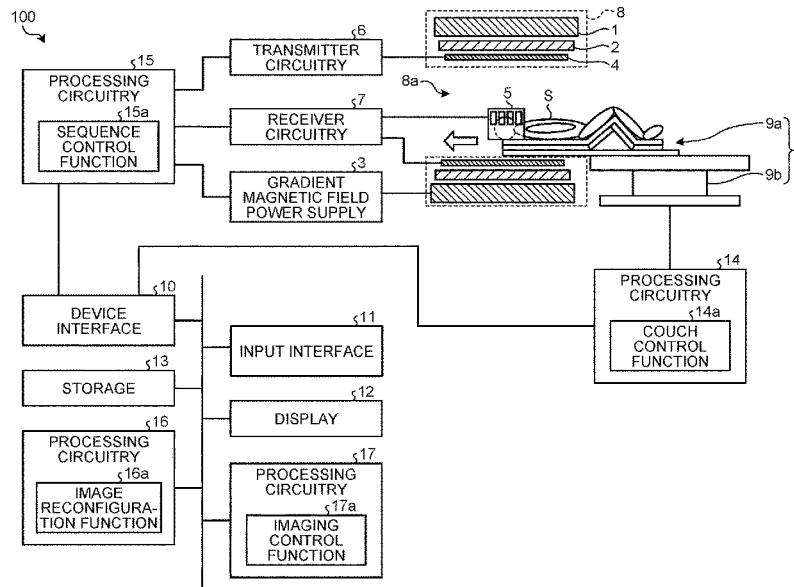 100
15
PROCESSING
CIRCUITRY
15a
SEQUENCE
CONTROL
FUNCTION
6
TRANSMITTER
CIRCUITRY
7
RECEIVER
CIRCUITRY
3
GRADIENT
MAGNETIC FIELD
POWER SUPPLY
8
1
2
4
8a
5
S
9a
9b
14
PROCESSING
CIRCUITRY
14a
COUCH
CONTROL
FUNCTION
10
DEVICE
INTERFACE
11
INPUT INTERFACE
13
STORAGE
12
DISPLAY
16
PROCESSING
CIRCUITRY
16a
IMAGE
RECONFIGURA-
TION FUNCTION
17
PROCESSING
CIRCUITRY
17a
IMAGING
CONTROL
FUNCTION